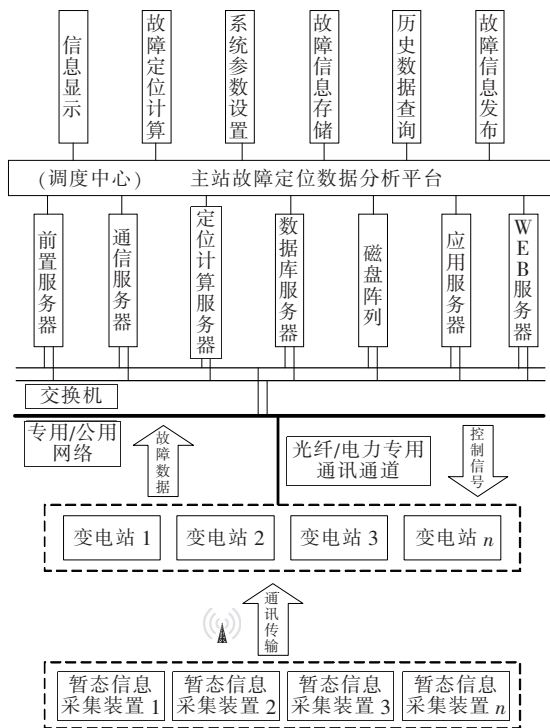 信息显示
故障定位计算
系统参数设置
故障信息存储
历史数据查询
故障信息发布
(调度中心) 主站故障定位数据分析平台
前置服务器
通信服务器
定位计算服务器
数据库服务器
磁盘阵列
应用服务器
WEB服务器
交换机
专用/公用
网络
故障数据
光纤/电力专用
通讯通道
控制信号
变电站 1
变电站 2
变电站 3
变电站 n
通讯传输
暂态信息
采集装置 1
暂态信息
采集装置 2
暂态信息
采集装置 3
暂态信息
采集装置 n